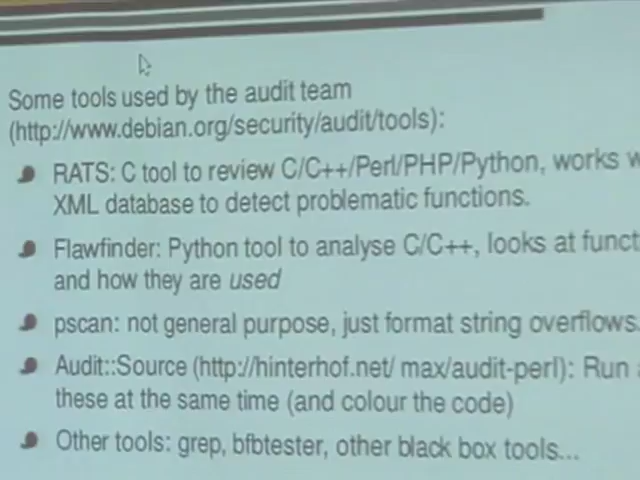 Some tools used by the audit team
(http://www.debian.org/security/audit/tools):
RATS: C tool to review C/C++/Perl/PHP/Python, works
XML database to detect problematic functions.
Flawfinder: Python tool to analyse C/C++, looks at
and how they are used
pscan: not general purpose, just format string overflows.
Audit::Source (http://hinterhof.net/ max/audit-perl): Run
these at the same time (and colour the code)
Other tools: grep, bfbtester, other black box tools...